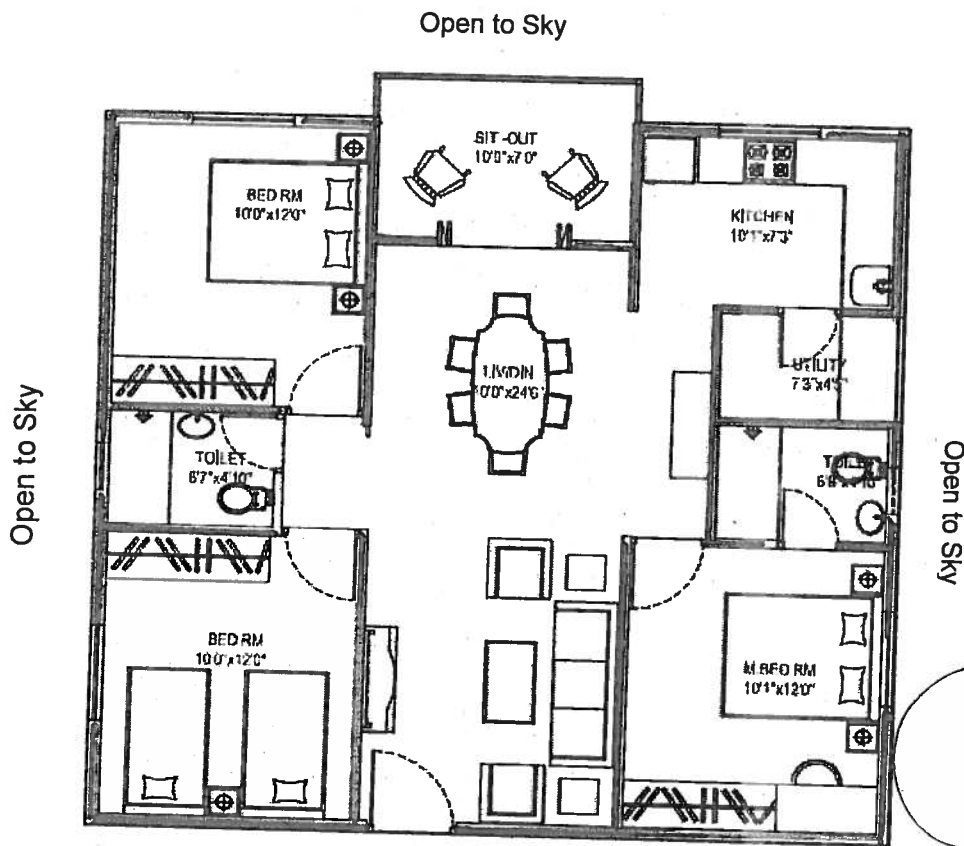 Open to Sky
SIT-OUT
10'0"x7'0"
BED RM
10'0"x12'0"
KITCHEN
10'1"x7'3"
UTILITY
7'3"x4'5"
LIV/DIN
10'0"x24'6"
Open to Sky
TOILET
6'7"x4'10"
Open to Sky
BED RM
10'0"x12'0"
M.BED RM
10'1"x12'0"